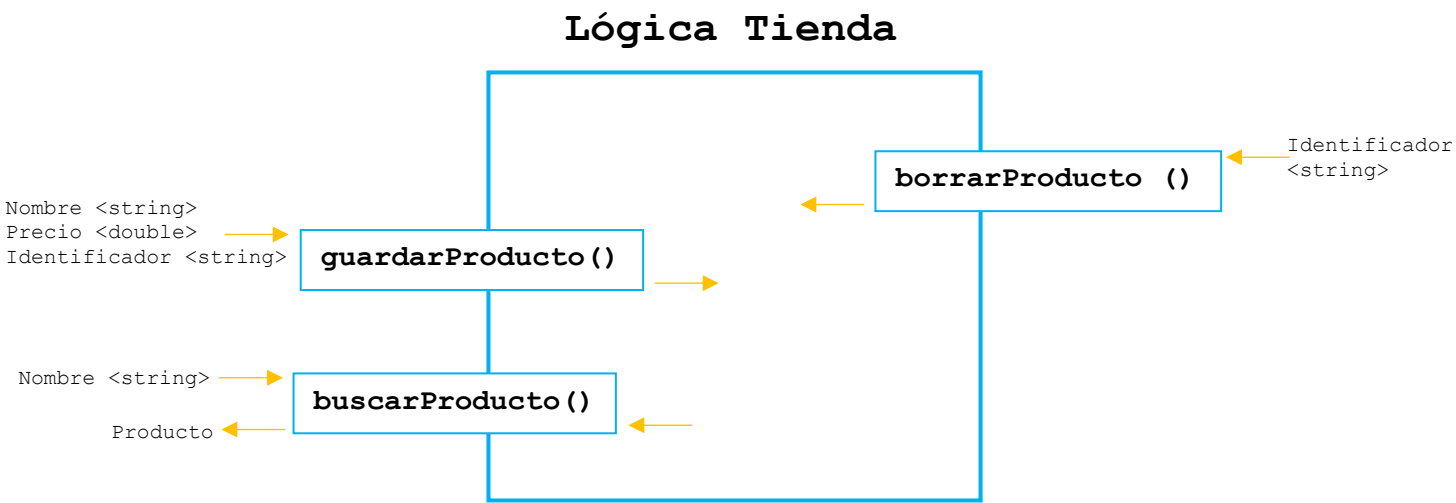 Lógica Tienda
Identificador
<string>
borrarProducto ()
Nombre <string>
Precio <double>
Identificador <string>
guardarProducto()
Nombre <string>
buscarProducto()
Producto